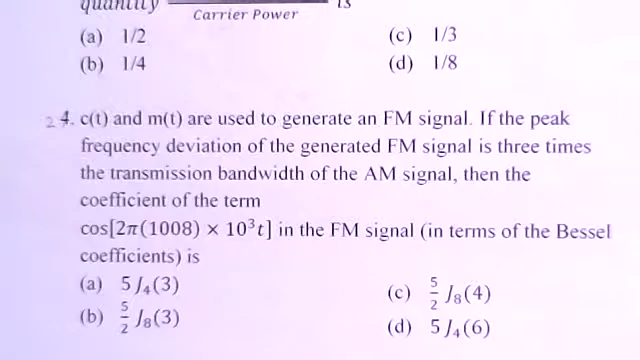 quantity is
Carrier Power
(a) 1/2 (c) 1/3
(b) 1/4 (d) 1/8
24. c(t) and m(t) are used to generate an FM signal. If the peak
frequency deviation of the generated FM signal is three times
the transmission bandwidth of the AM signal, then the
coefficient of the term
cos[2π(1008) × 10³t] in the FM signal (in terms of the Bessel
coefficients) is
(a) 5 J₄(3) (c) 5/2 J₈(4)
(b) 5/2 J₈(3) (d) 5 J₄(6)